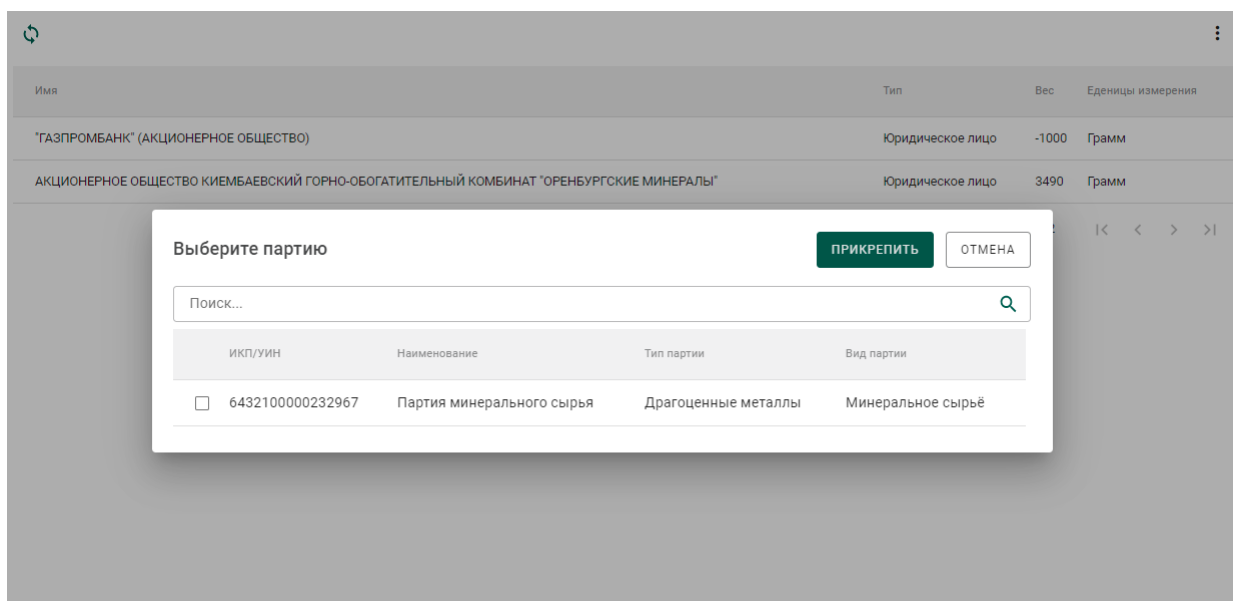 Имя Тип Вес Еденицы измерения
"ГАЗПРОМБАНК" (АКЦИОНЕРНОЕ ОБЩЕСТВО) Юридическое лицо -1000 Грамм
АКЦИОНЕРНОЕ ОБЩЕСТВО КИЕМБАЕВСКИЙ ГОРНО-ОБОГАТИТЕЛЬНЫЙ КОМБИНАТ "ОРЕНБУРГСКИЕ МИНЕРАЛЫ" Юридическое лицо 3490 Грамм
Выберите партию ПРИКРЕПИТЬ ОТМЕНА
Поиск...
ИКП/УИН Наименование Тип партии Вид партии
6432100000232967 Партия минерального сырья Драгоценные металлы Минеральное сырьё